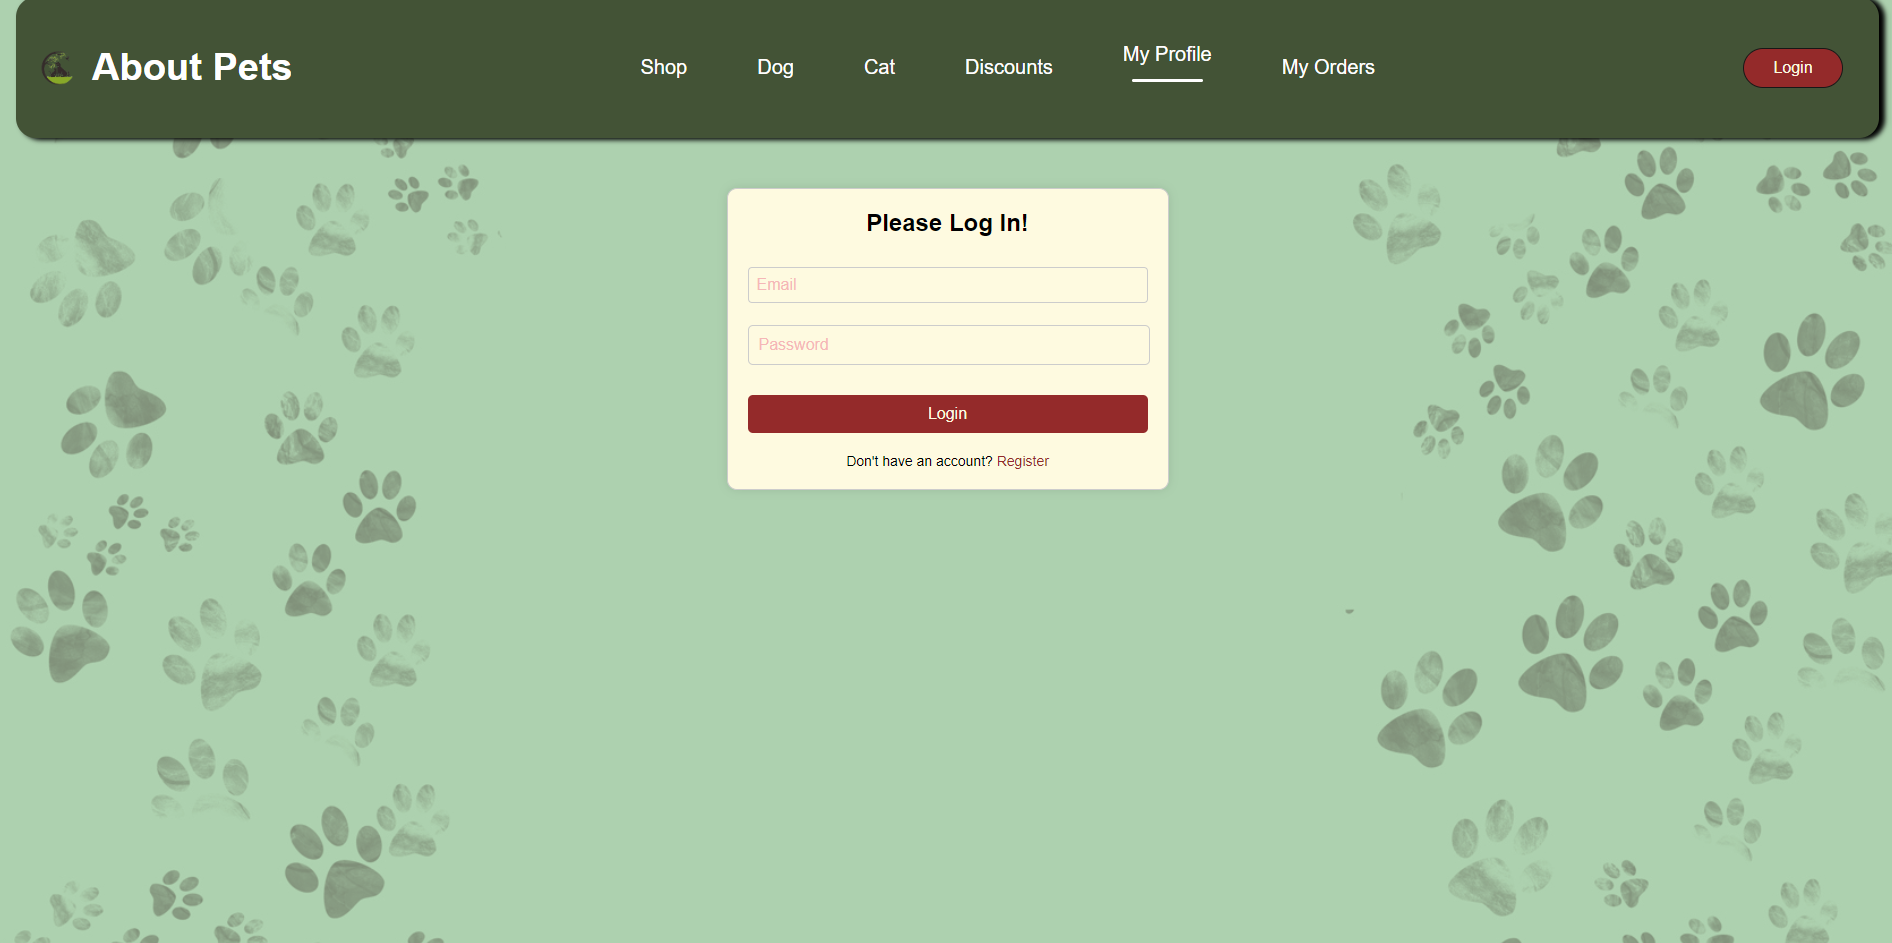 About Pets
Shop Dog Cat Discounts My Profile My Orders
Login
Please Log In!
Email
Password
Login
Don't have an account? Register